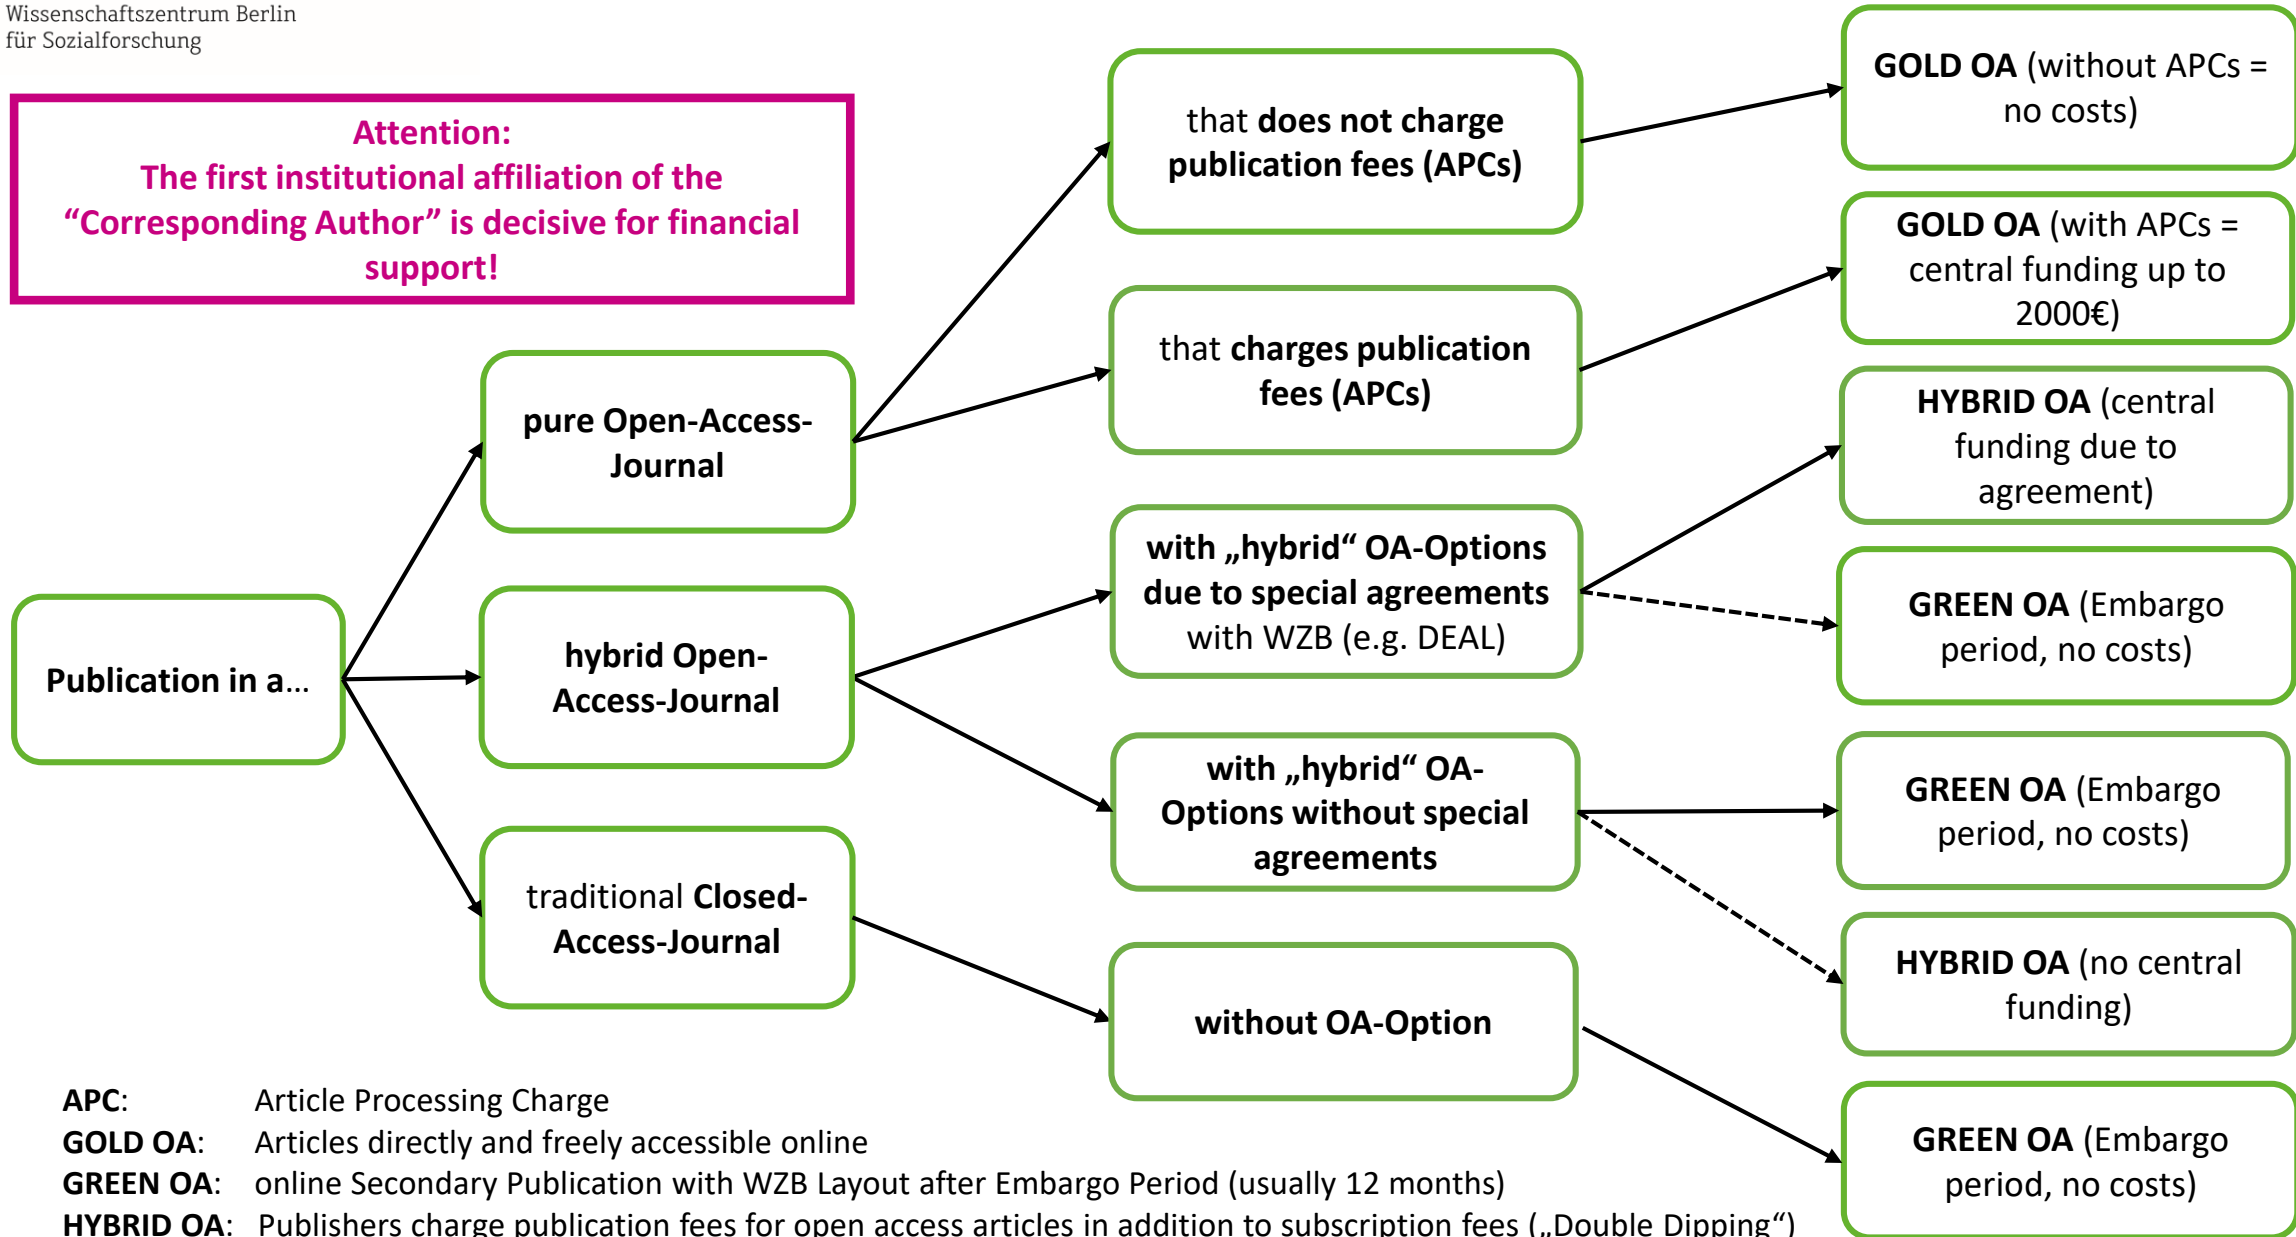 Wissenschaftszentrum Berlin
für Sozialforschung
Attention:
The first institutional affiliation of the
“Corresponding Author” is decisive for financial
support!
Publication in a...
pure Open-Access-
Journal
hybrid Open-
Access-Journal
traditional Closed-
Access-Journal
that does not charge
publication fees (APCs)
that charges publication
fees (APCs)
with „hybrid“ OA-Options
due to special agreements
with WZB (e.g. DEAL)
with „hybrid“ OA-
Options without special
agreements
without OA-Option
GOLD OA (without APCs =
no costs)
GOLD OA (with APCs =
central funding up to
2000€)
HYBRID OA (central
funding due to
agreement)
GREEN OA (Embargo
period, no costs)
GREEN OA (Embargo
period, no costs)
HYBRID OA (no central
funding)
GREEN OA (Embargo
period, no costs)
APC: Article Processing Charge
GOLD OA: Articles directly and freely accessible online
GREEN OA: online Secondary Publication with WZB Layout after Embargo Period (usually 12 months)
HYBRID OA: Publishers charge publication fees for open access articles in addition to subscription fees („Double Dipping“)